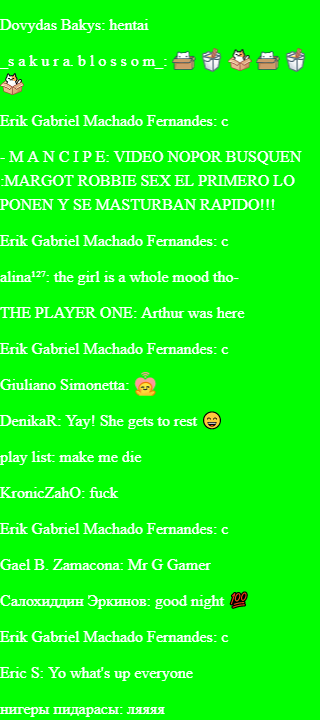 Dovydas Bakys: hentai
_s a k u r a. b l o s s o m_:
Erik Gabriel Machado Fernandes: c
- M A N C I P E: VIDEO NOPOR BUSQUEN
:MARGOT ROBBIE SEX EL PRIMERO LO
PONEN Y SE MASTURBAN RAPIDO!!!
Erik Gabriel Machado Fernandes: c
alina¹²⁷: the girl is a whole mood tho-
THE PLAYER ONE: Arthur was here
Erik Gabriel Machado Fernandes: c
Giuliano Simonetta:
DenikaR: Yay! She gets to rest 😄
play list: make me die
KronicZahO: fuck
Erik Gabriel Machado Fernandes: c
Gael B. Zamacona: Mr G Gamer
Салохиддин Эркинов: good night 💯
Erik Gabriel Machado Fernandes: c
Eric S: Yo what's up everyone
нигеры пидарасы: ляяяя